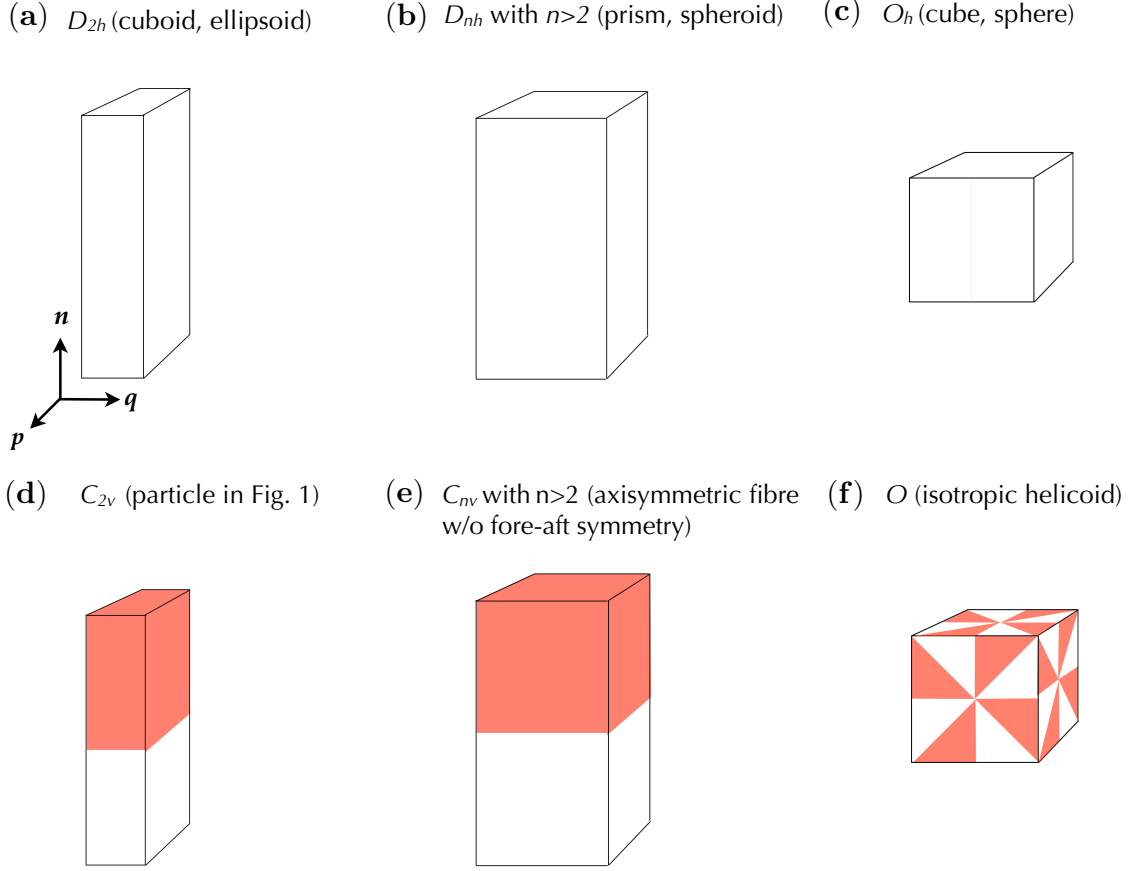 (a) D2h (cuboid, ellipsoid)
(b) Dnh with n>2 (prism, spheroid)
(c) Oh (cube, sphere)
n
q
p
(d) C2v (particle in Fig. 1)
(e) Cnv with n>2 (axisymmetric fibre
w/o fore-aft symmetry)
(f) O (isotropic helicoid)